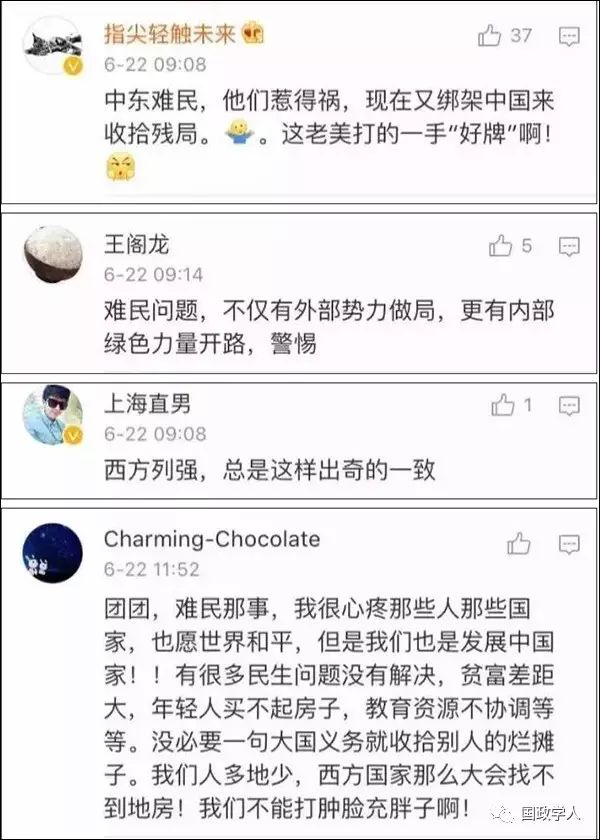 指尖轻触未来
37
6-22 09:08
中东难民，他们惹得祸，现在又绑架中国来
收拾残局。。这老美打的一手“好牌”啊！
王阁龙
5
6-22 09:14
难民问题，不仅有外部势力做局，更有内部
绿色力量开路，警惕
上海直男
1
6-22 09:08
西方列强，总是这样出奇的一致
Charming-Chocolate
6-22 11:52
团团，难民那事，我很心疼那些人那些国
家，也愿世界和平，但是我们也是发展中国
家！！有很多民生问题没有解决，贫富差距
大，年轻人买不起房子，教育资源不协调等
等。没必要一句大国义务就收拾别人的烂摊
子。我们人多地少，西方国家那么大会找不
到地房！我们不能打肿脸充胖子啊！
国政学人